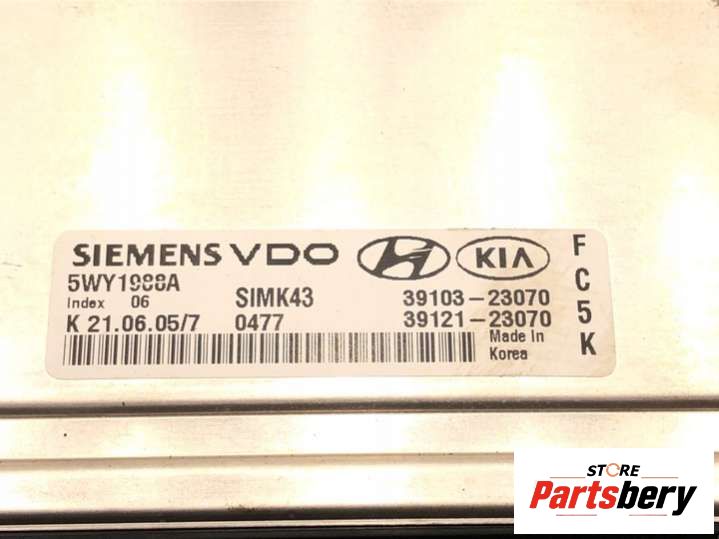 SIEMENS VDO KIA
5WY1988A
Index 06 SIMK43 39103-23070
K 21.06.05/7 0477 39121-23070
Made In
Korea
F
C
5
K
STORE
Partsbery